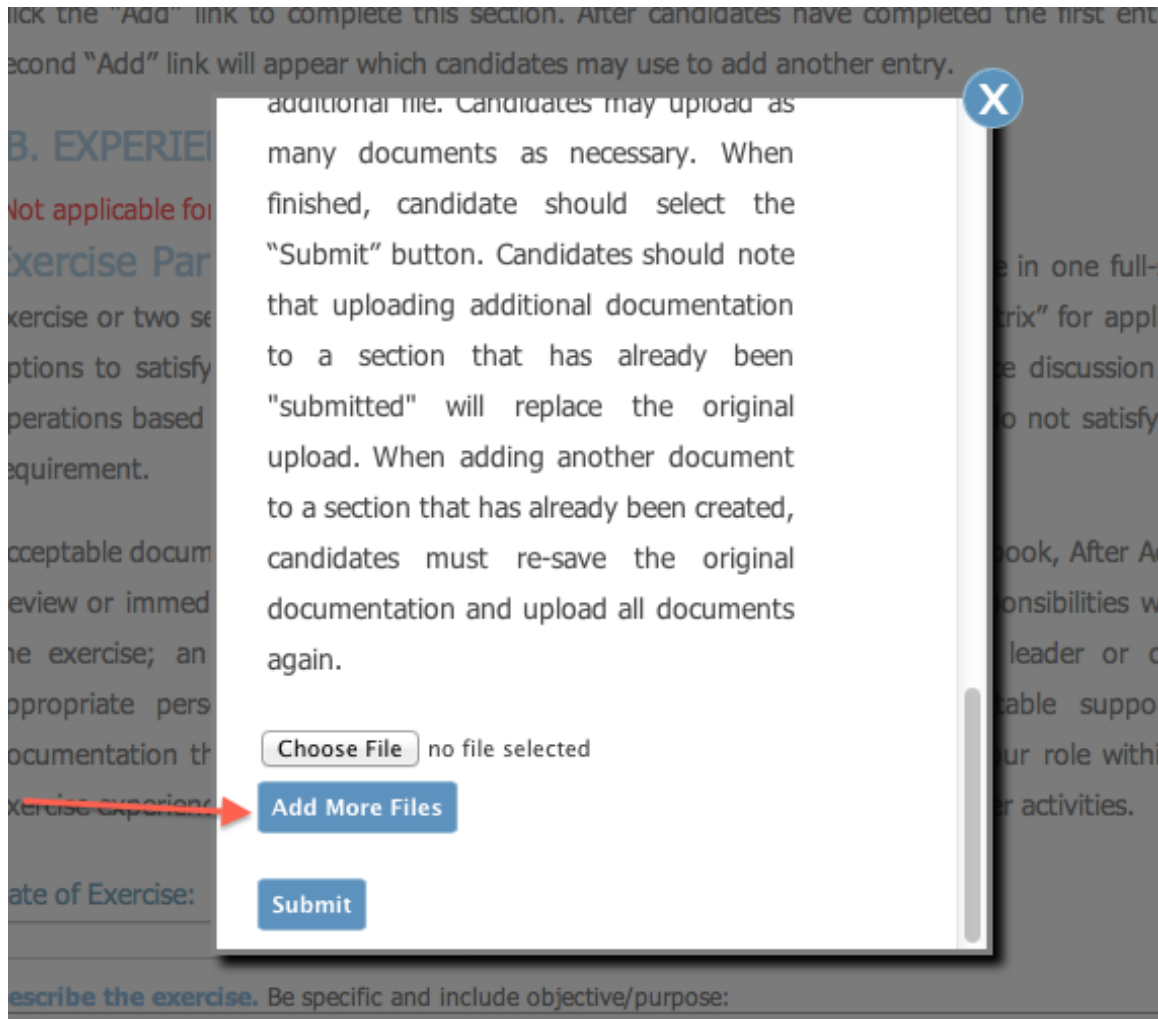 lick the "Add" link to complete this section. After candidates have completed the first ent
econd “Add” link will appear which candidates may use to add another entry.
X
additional file. Candidates may upload as
many documents as necessary. When
finished, candidate should select the
“Submit” button. Candidates should note
that uploading additional documentation
to a section that has already been
"submitted" will replace the original
upload. When adding another document
to a section that has already been created,
candidates must re-save the original
documentation and upload all documents
again.
Choose File no file selected
Add More Files
Submit
B. EXPERIE
Not applicable for
Exercise Par e in one full-
xercise or two se trix” for appl
ptions to satisfy e discussion
perations based o not satisfy
equirement.
cceptable docum book, After A
eview or immed onsibilities w
he exercise; an leader or c
ppropriate pers table suppo
ocumentation th ur role withi
xercise experienc er activities.
ate of Exercise:
escribe the exercise. Be specific and include objective/purpose: